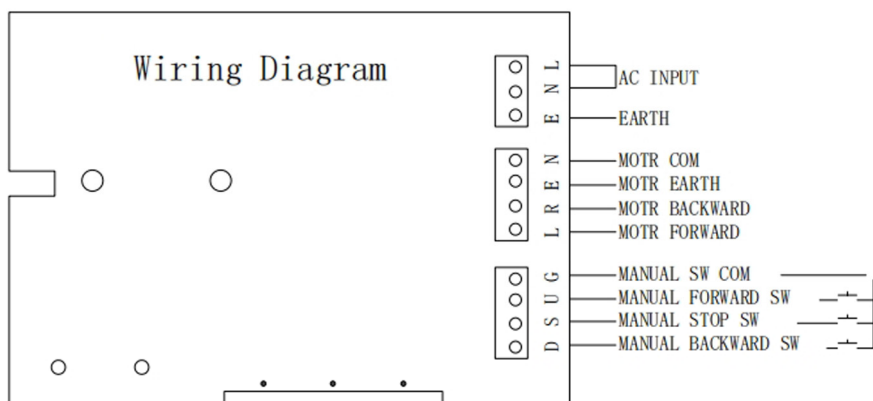 Wiring Diagram
L AC INPUT
N
E EARTH
N MOTR COM
E MOTR EARTH
R MOTR BACKWARD
L MOTR FORWARD
G MANUAL SW COM
U MANUAL FORWARD SW
S MANUAL STOP SW
D MANUAL BACKWARD SW